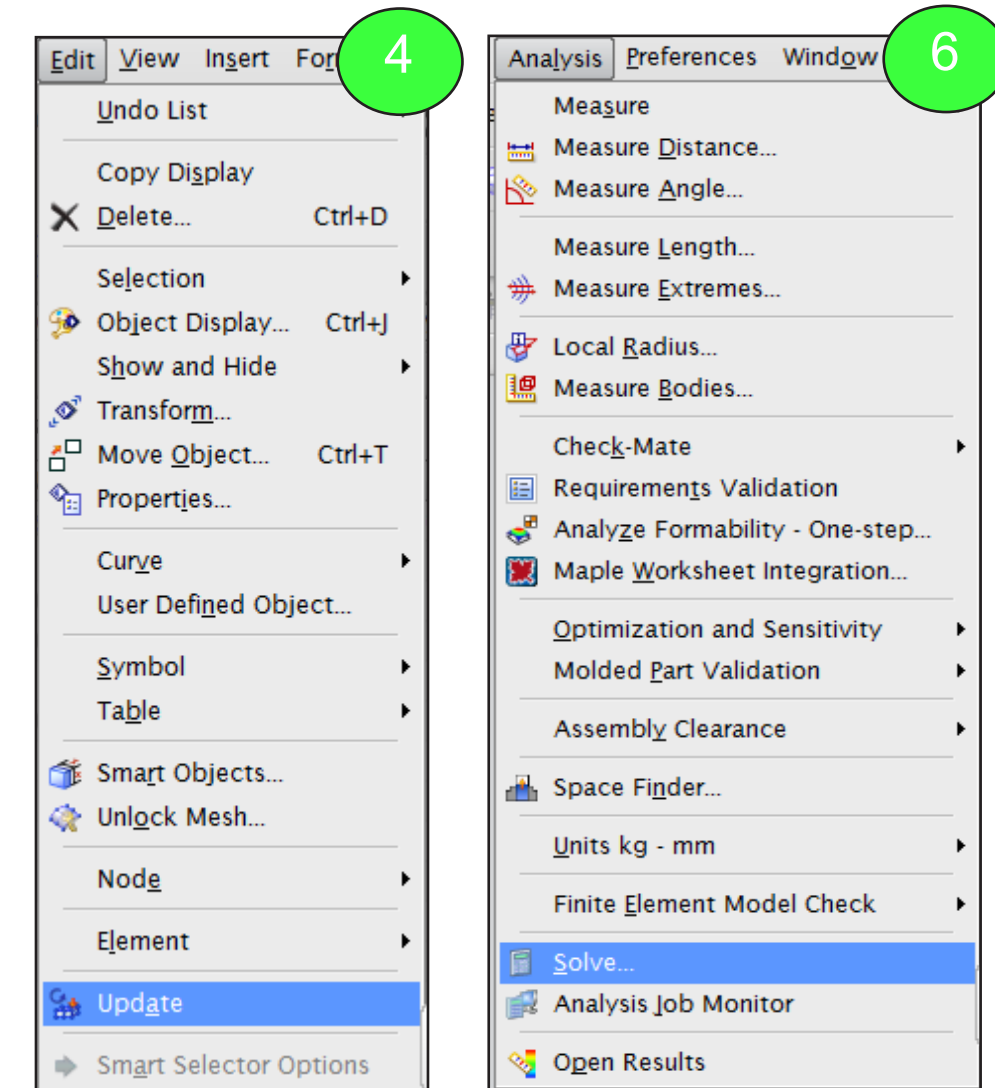 Edit View Insert For
4
Undo List
Copy Display
Delete... Ctrl+D
Selection
Object Display... Ctrl+J
Show and Hide
Transform...
Move Object... Ctrl+T
Properties...
Curve
User Defined Object...
Symbol
Table
Smart Objects...
Unlock Mesh...
Node
Element
Update
Smart Selector Options
Analysis Preferences Window
6
Measure
Measure Distance...
Measure Angle...
Measure Length...
Measure Extremes...
Local Radius...
Measure Bodies...
Check-Mate
Requirements Validation
Analyze Formability - One-step...
Maple Worksheet Integration...
Optimization and Sensitivity
Molded Part Validation
Assembly Clearance
Space Finder...
Units kg - mm
Finite Element Model Check
Solve...
Analysis Job Monitor
Open Results